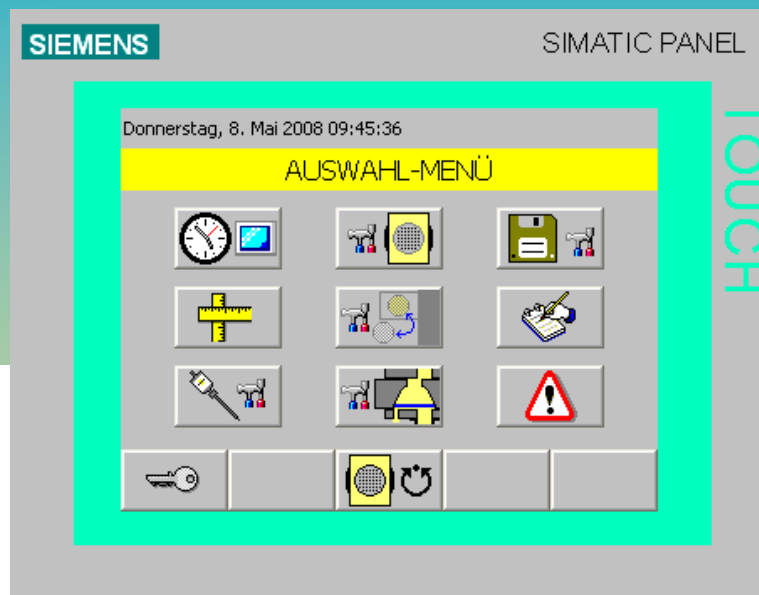 SIEMENS
SIMATIC PANEL
TOUCH
Donnerstag, 8. Mai 2008 09:45:36
AUSWAHL-MENÜ